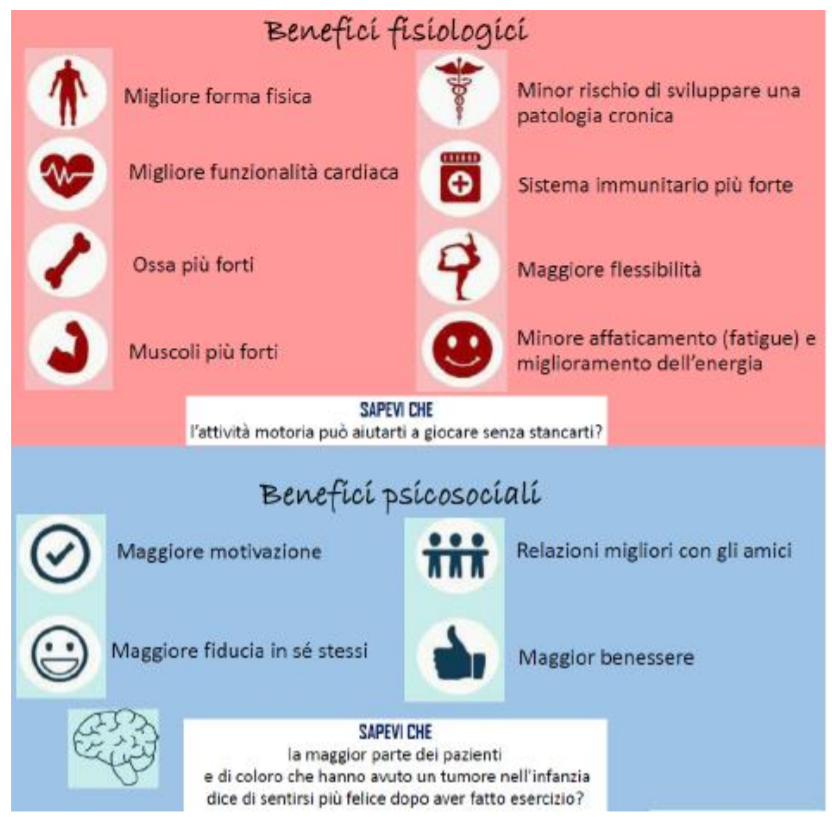 Benefici fisiologici
Migliore forma fisica
Minor rischio di sviluppare una
patologia cronica
Migliore funzionalità cardiaca
Sistema immunitario più forte
Ossa più forti
Maggiore flessibilità
Muscoli più forti
Minore affaticamento (fatigue) e
miglioramento dell'energia
SAPEVI CHE
l'attività motoria può aiutarti a giocare senza stancarti?
Benefici psicosociali
Maggiore motivazione
Relazioni migliori con gli amici
Maggiore fiducia in sé stessi
Maggior benessere
SAPEVI CHE
la maggior parte dei pazienti
e di coloro che hanno avuto un tumore nell'infanzia
dice di sentirsi più felice dopo aver fatto esercizio?